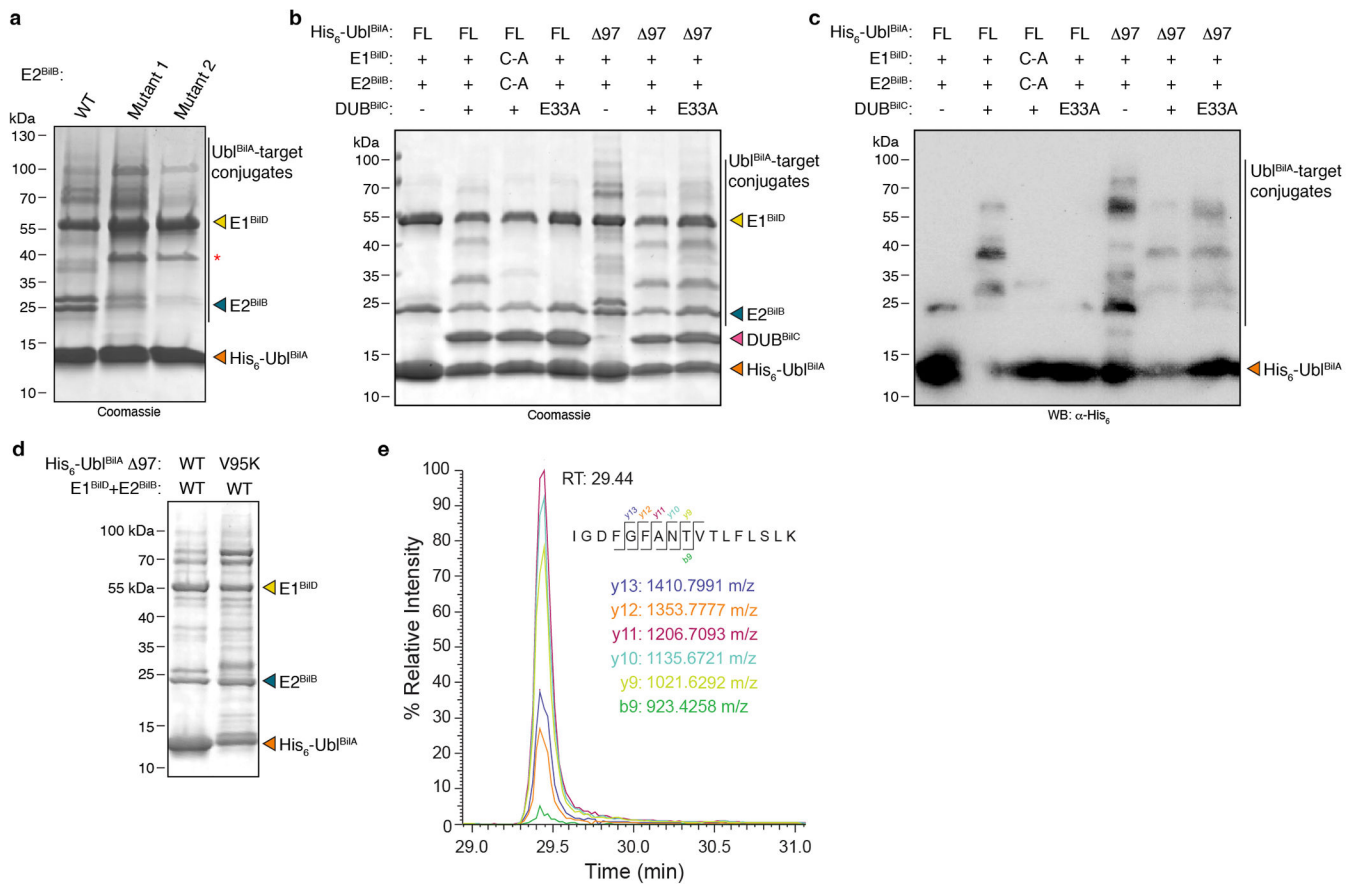 a
E2BilB:
WT
Mutant 1
Mutant 2
kDa
130
100
70
55
40
35
25
15
10
UblBilA-target
conjugates
E1BilD
*
E2BilB
His6-UblBilA
Coomassie
b
His6-UblBilA: FL FL FL FL Δ97 Δ97 Δ97
E1BilD: + + C-A + + + +
E2BilB: + + C-A + + + +
DUBBilC: - + + E33A - + E33A
kDa
100
70
55
40
35
25
15
10
UblBilA-target
conjugates
E1BilD
E2BilB
DUBBilC
His6-UblBilA
Coomassie
c
His6-UblBilA: FL FL FL FL Δ97 Δ97 Δ97
E1BilD: + + C-A + + + +
E2BilB: + + C-A + + + +
DUBBilC: - + + E33A - + E33A
kDa
100
70
55
40
35
25
15
10
UblBilA-target
conjugates
His6-UblBilA
WB: α-His6
d
His6-UblBilA Δ97: WT V95K
E1BilD+E2BilB: WT WT
100 kDa
70
55 kDa
40
35
25
15
10
E1BilD
E2BilB
His6-UblBilA
e
% Relative Intensity
100
90
80
70
60
50
40
30
20
10
0
RT: 29.44
y13 y12 y11 y10 y9
I G D F G F A N T V T L F L S L K
b9
y13: 1410.7991 m/z
y12: 1353.7777 m/z
y11: 1206.7093 m/z
y10: 1135.6721 m/z
y9: 1021.6292 m/z
b9: 923.4258 m/z
29.0 29.5 30.0 30.5 31.0
Time (min)